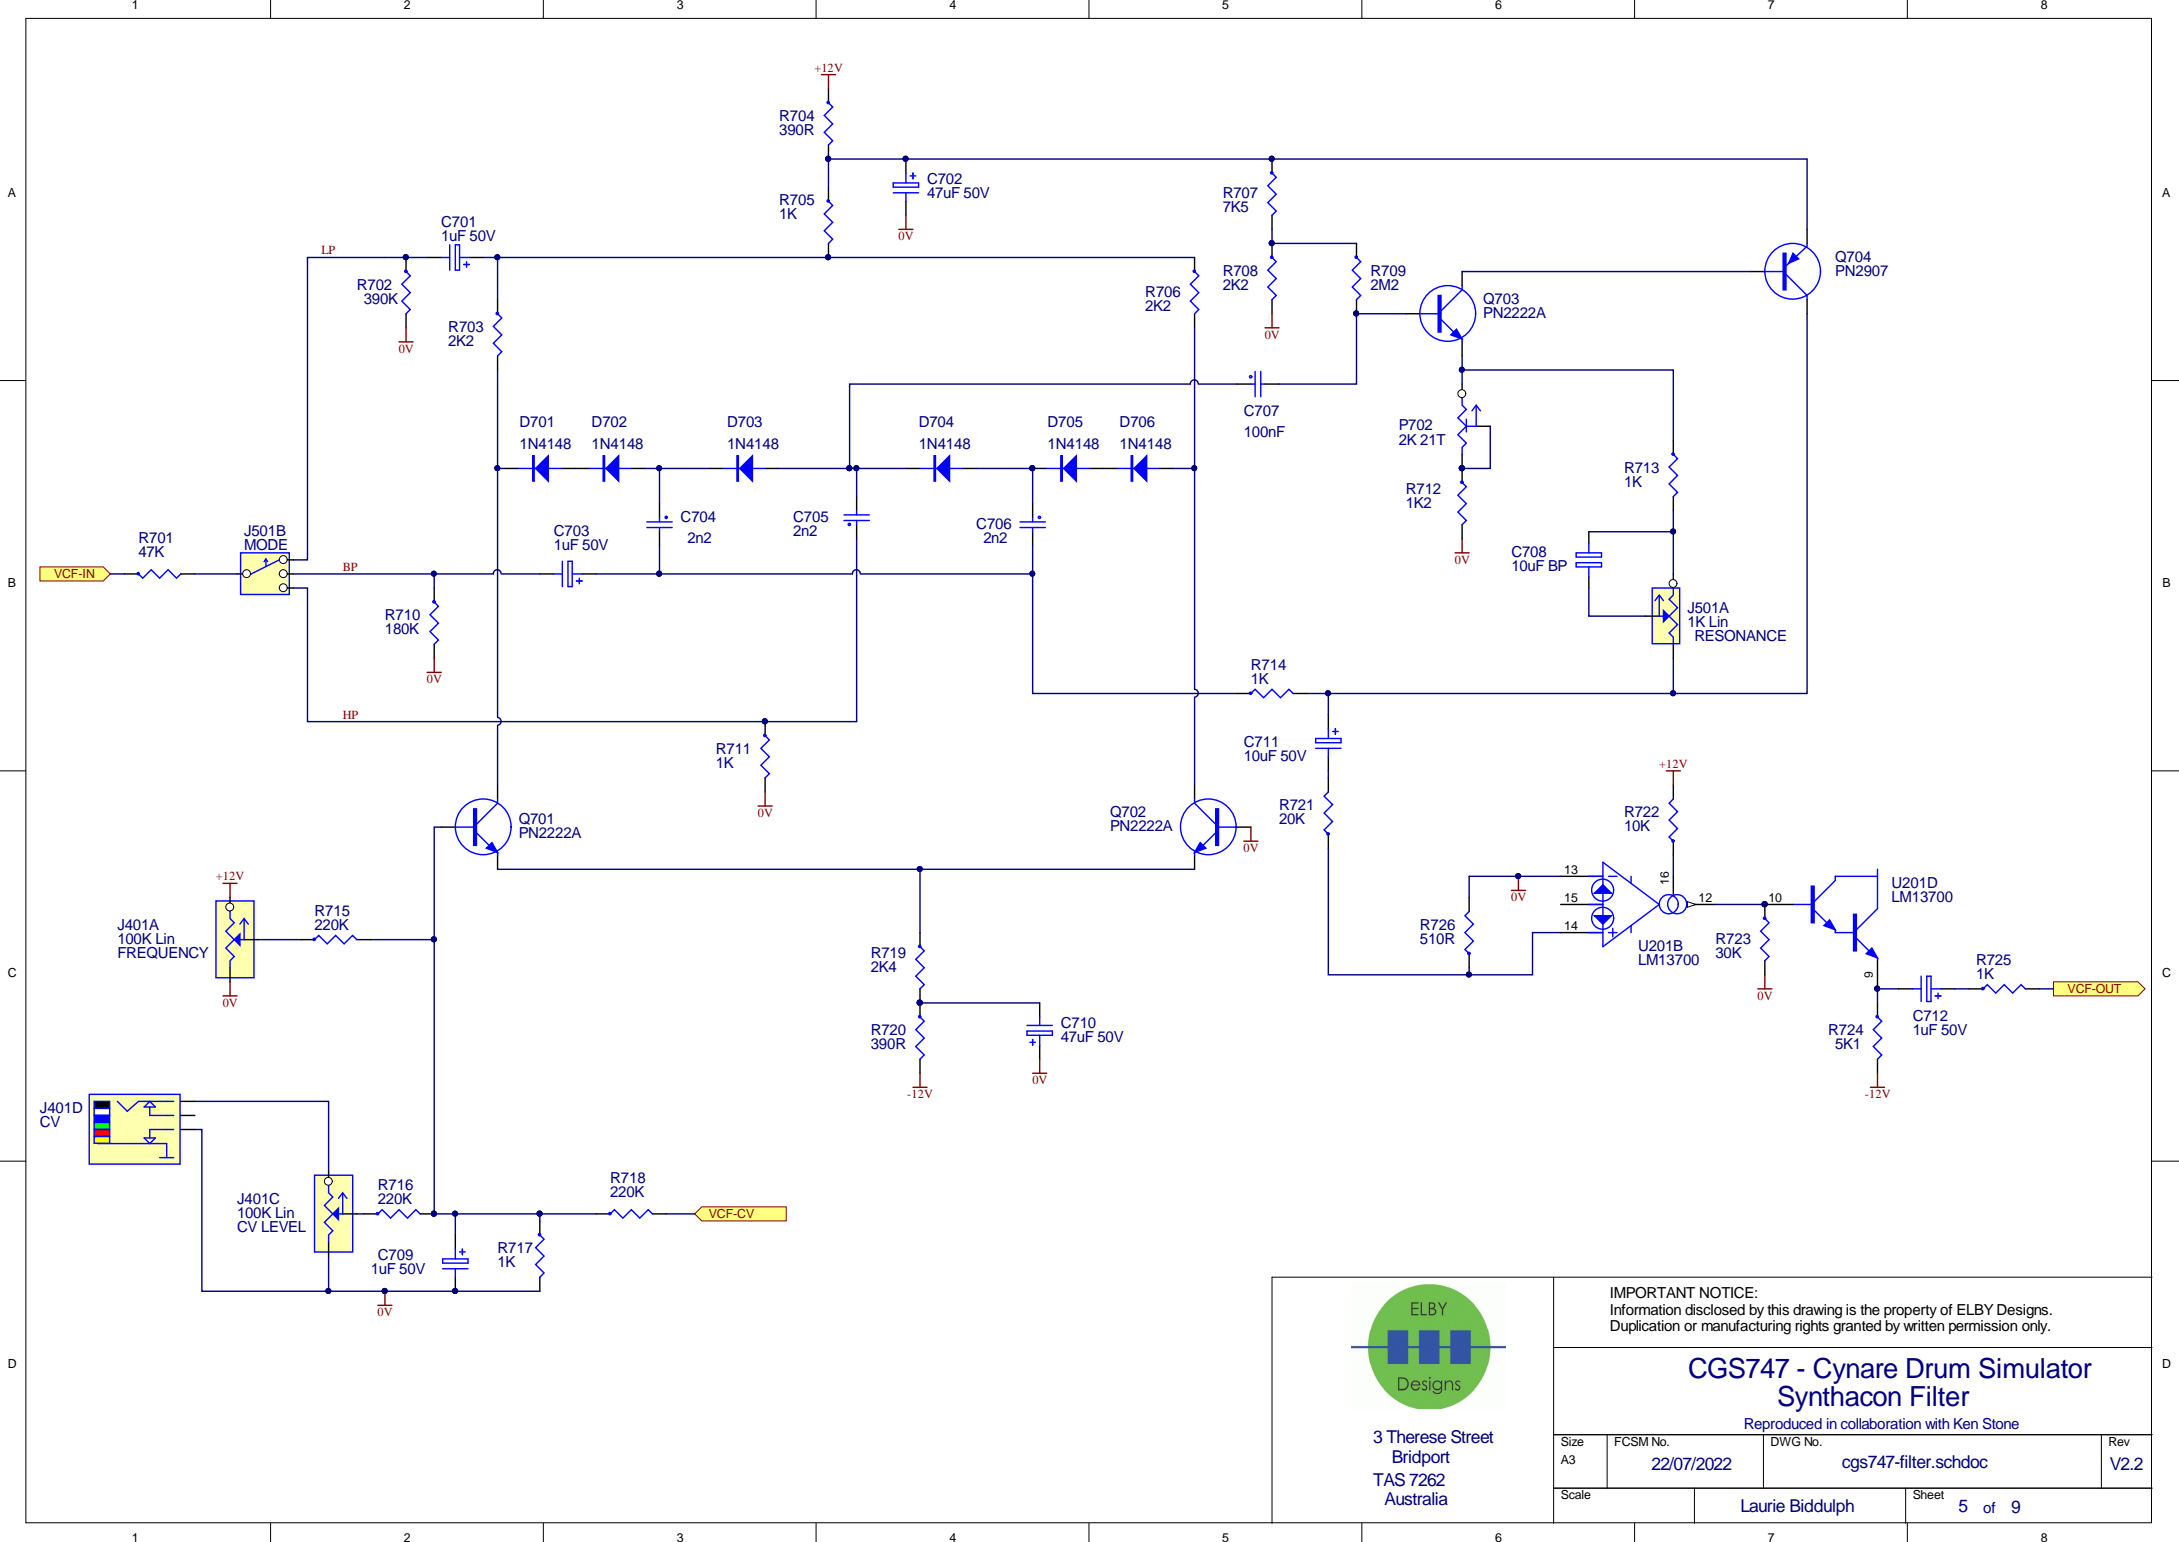 1 2 3 4 5 6 7 8
A
A
B
B
C
C
D
D
+12V
R704
390R
C702
47uF 50V
0V
R705
1K
C701
1uF 50V
LP
R702
390K
0V
R703
2K2
R706
2K2
R707
7K5
R708
2K2
0V
R709
2M2
Q703
PN2222A
Q704
PN2907
C707
100nF
D701
1N4148
D702
1N4148
D703
1N4148
D704
1N4148
D705
1N4148
D706
1N4148
P702
2K 21T
R712
1K2
0V
R713
1K
C708
10uF BP
J501A
1K Lin
RESONANCE
VCF-IN
R701
47K
J501B
MODE
BP
R710
180K
0V
C703
1uF 50V
C704
2n2
C705
2n2
C706
2n2
HP
R711
1K
0V
R714
1K
C711
10uF 50V
R721
20K
Q701
PN2222A
Q702
PN2222A
0V
+12V
R722
10K
+12V
J401A
100K Lin
FREQUENCY
0V
R715
220K
R719
2K4
R720
390R
-12V
C710
47uF 50V
0V
R726
510R
0V
13
15
14
16
12
U201B
LM13700
10
R723
30K
0V
U201D
LM13700
9
R724
5K1
-12V
C712
1uF 50V
R725
1K
VCF-OUT
J401D
CV
J401C
100K Lin
CV LEVEL
R716
220K
C709
1uF 50V
R717
1K
0V
R718
220K
VCF-CV
ELBY
Designs
3 Therese Street
Bridport
TAS 7262
Australia
IMPORTANT NOTICE:
Information disclosed by this drawing is the property of ELBY Designs.
Duplication or manufacturing rights granted by written permission only.
CGS747 - Cynare Drum Simulator
Synthacon Filter
Reproduced in collaboration with Ken Stone
Size
A3
FCSM No.
22/07/2022
DWG No.
cgs747-filter.schdoc
Rev
V2.2
Scale
Laurie Biddulph
Sheet 5 of 9
1 2 3 4 5 6 7 8